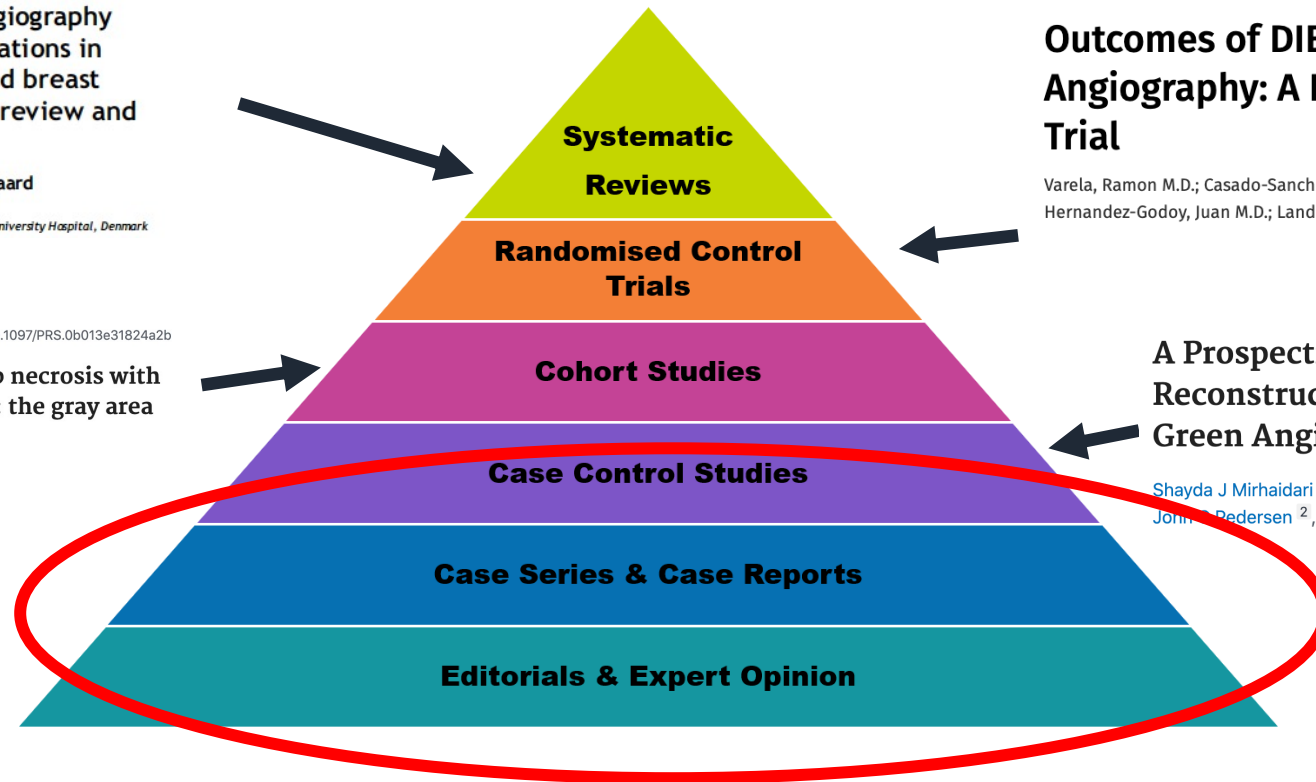 giography
ations in
d breast
review and
aard
niversity Hospital, Denmark
.1097/PRS.0b013e31824a2b
necrosis with
: the gray area
Systematic
Reviews
Randomised Control
Trials
Cohort Studies
Case Control Studies
Case Series & Case Reports
Editorials & Expert Opinion
Outcomes of DIE
Angiography: A
Trial
Varela, Ramon M.D.; Casado-Sanch
Hernandez-Godoy, Juan M.D.; Land
A Prospect
Reconstruc
Green Angi
Shayda J Mirhaidari
John Pedersen 2,